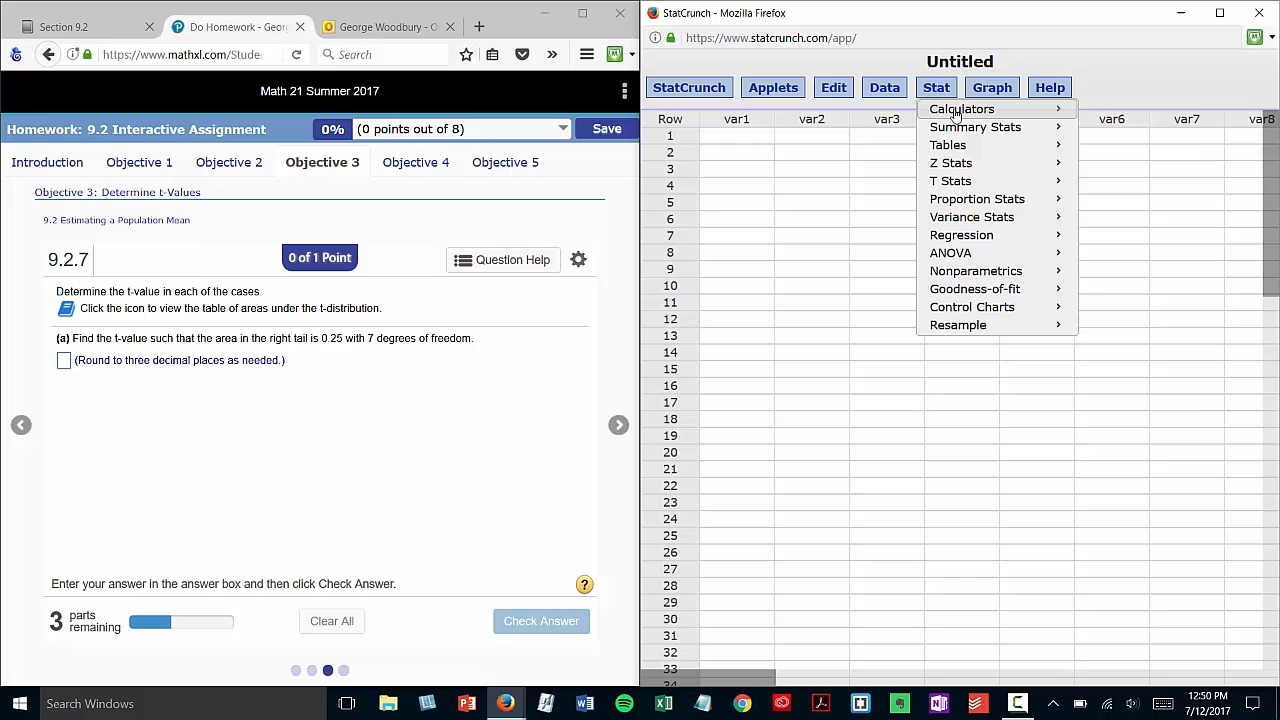 Section 9.2
Do Homework - Georg
George Woodbury - O
https://www.mathxl.com/Stude
Search
Math 21 Summer 2017
Homework: 9.2 Interactive Assignment
0%
(0 points out of 8)
Save
Introduction
Objective 1
Objective 2
Objective 3
Objective 4
Objective 5
Objective 3: Determine t-Values
9.2 Estimating a Population Mean
9.2.7
0 of 1 Point
Question Help
Determine the t-value in each of the cases.
Click the icon to view the table of areas under the t-distribution.
(a) Find the t-value such that the area in the right tail is 0.25 with 7 degrees of freedom.
(Round to three decimal places as needed.)
Enter your answer in the answer box and then click Check Answer.
?
3 parts remaining
Clear All
Check Answer
StatCrunch - Mozilla Firefox
https://www.statcrunch.com/app/
Untitled
StatCrunch
Applets
Edit
Data
Stat
Graph
Help
Row var1 var2 var3 var6 var7 var8
Calculators
Summary Stats
Tables
Z Stats
T Stats
Proportion Stats
Variance Stats
Regression
ANOVA
Nonparametrics
Goodness-of-fit
Control Charts
Resample
1
2
3
4
5
6
7
8
9
10
11
12
13
14
15
16
17
18
19
20
21
22
23
24
25
26
27
28
29
30
31
32
33
34
Search Windows
12:50 PM
7/12/2017